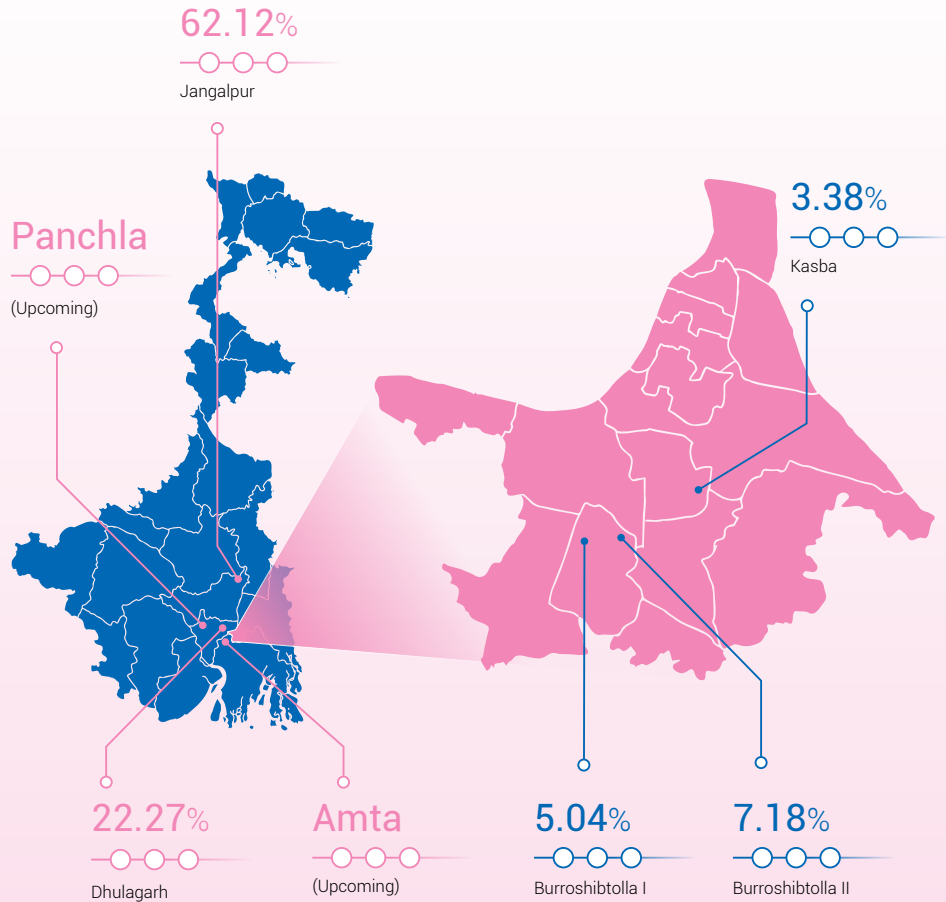 62.12%
Jangalpur
Panchla
(Upcoming)
3.38%
Kasba
22.27%
Dhulagarh
Amta
(Upcoming)
5.04%
Burroshibtolla I
7.18%
Burroshibtolla II